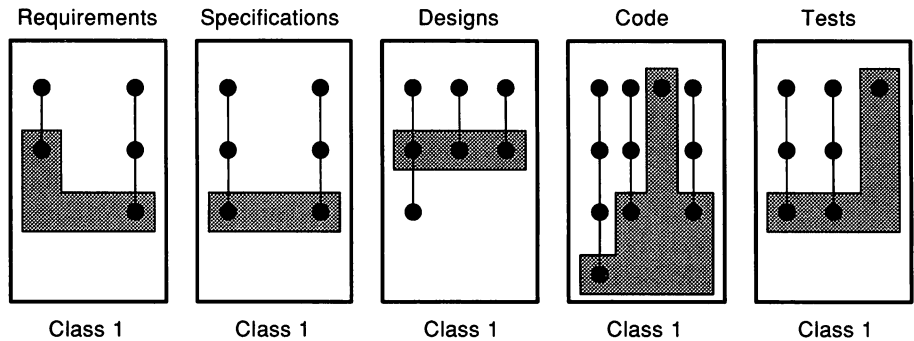 Requirements Specifications Designs Code Tests
Class 1 Class 1 Class 1 Class 1 Class 1